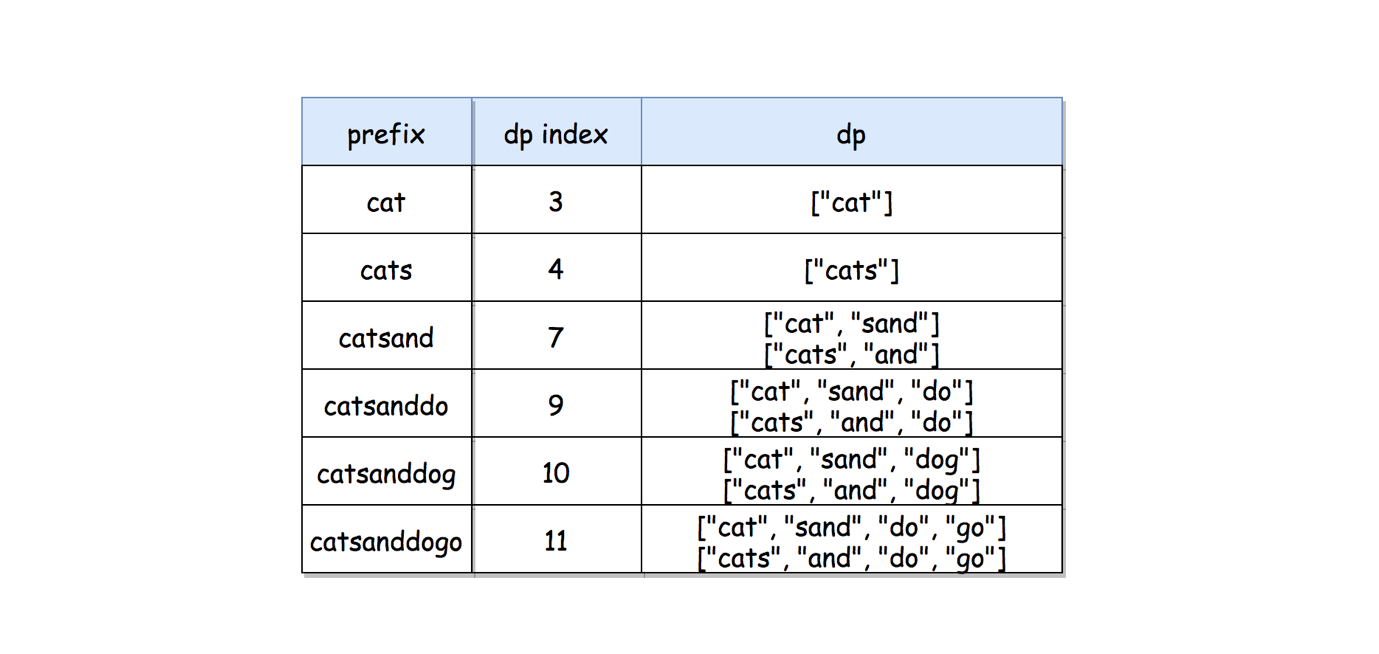 prefix dp index dp
cat 3 ["cat"]
cats 4 ["cats"]
catsand 7 ["cat", "sand"]
["cats", "and"]
catsanddo 9 ["cat", "sand", "do"]
["cats", "and", "do"]
catsanddog 10 ["cat", "sand", "dog"]
["cats", "and", "dog"]
catsanddogo 11 ["cat", "sand", "do", "go"]
["cats", "and", "do", "go"]